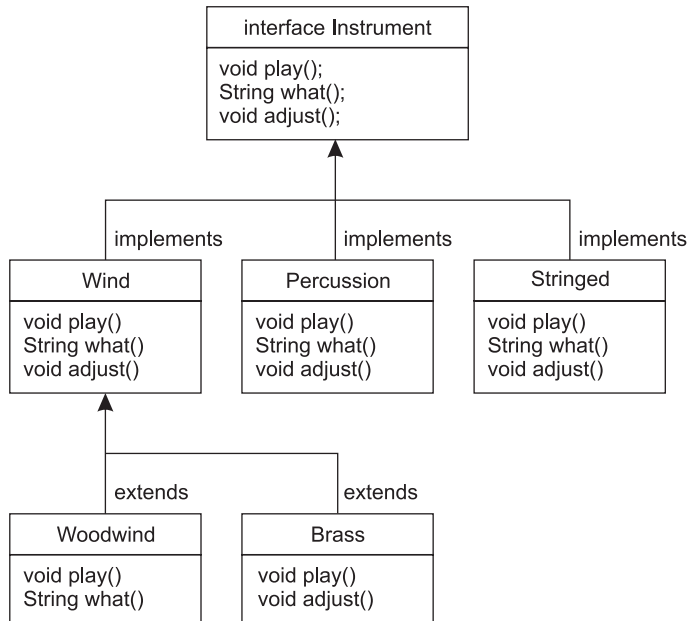 interface Instrument
void play();
String what();
void adjust();
implements
implements
implements
Wind
void play()
String what()
void adjust()
Percussion
void play()
String what()
void adjust()
Stringed
void play()
String what()
void adjust()
extends
extends
Woodwind
void play()
String what()
Brass
void play()
void adjust()